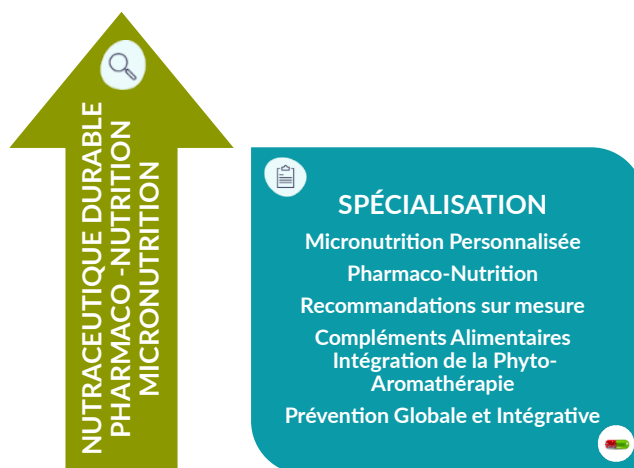 NUTRACEUTIQUE DURABLE
PHARMACO -NUTRITION
MICRONUTRITION
SPÉCIALISATION
Micronutrition Personnalisée
Pharmaco-Nutrition
Recommandations sur mesure
Compléments Alimentaires
Intégration de la Phyto-
Aromathérapie
Prévention Globale et Intégrative